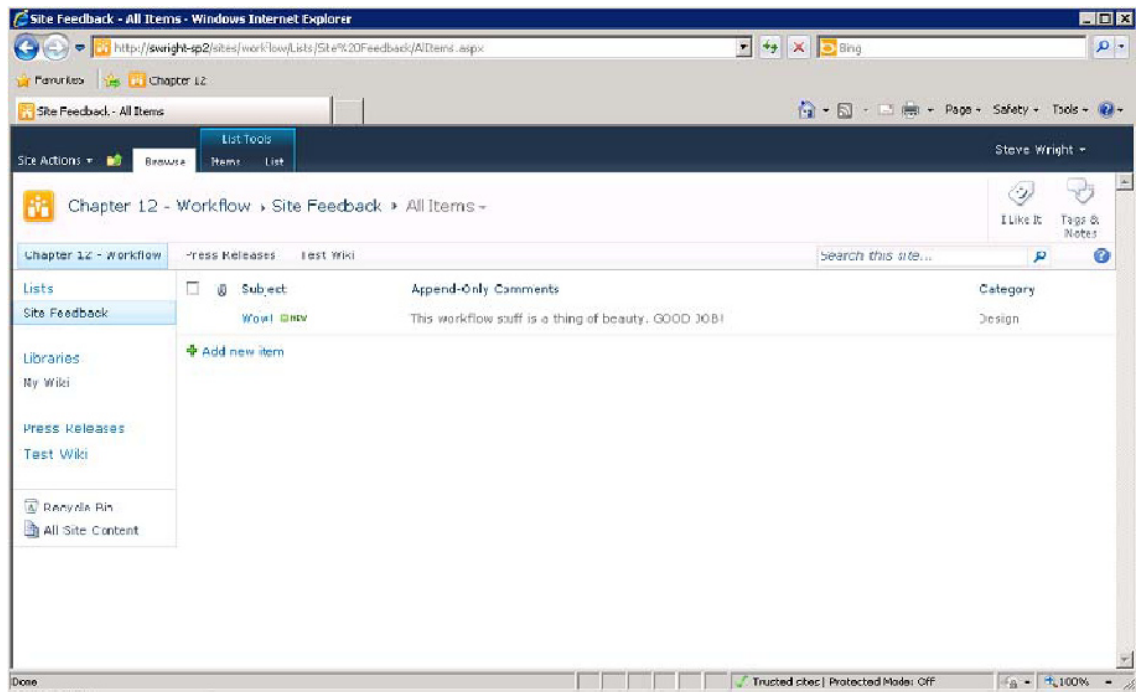 Site Feedback - All Items - Windows Internet Explorer
http://swright-sp2/sites/workflow/Lists/Site%20Feedback/AllItems.aspx
Bing
Favorites Chapter 12
Site Feedback - All Items
Page Safety Tools
List Tools
Site Actions Browse Items List
Steve Wright
Chapter 12 - Workflow Site Feedback All Items
I Like It
Tags & Notes
Chapter 12 - Workflow Press Releases Test Wiki
Search this site...
Lists
Site Feedback
Libraries
My Wiki
Press Releases
Test Wiki
Recycle Bin
All Site Content
Subject Append-Only Comments Category
Wow! NEW This workflow stuff is a thing of beauty. GOOD JOB! Design
Add new item
Done
Trusted sites | Protected Mode: Off
100%